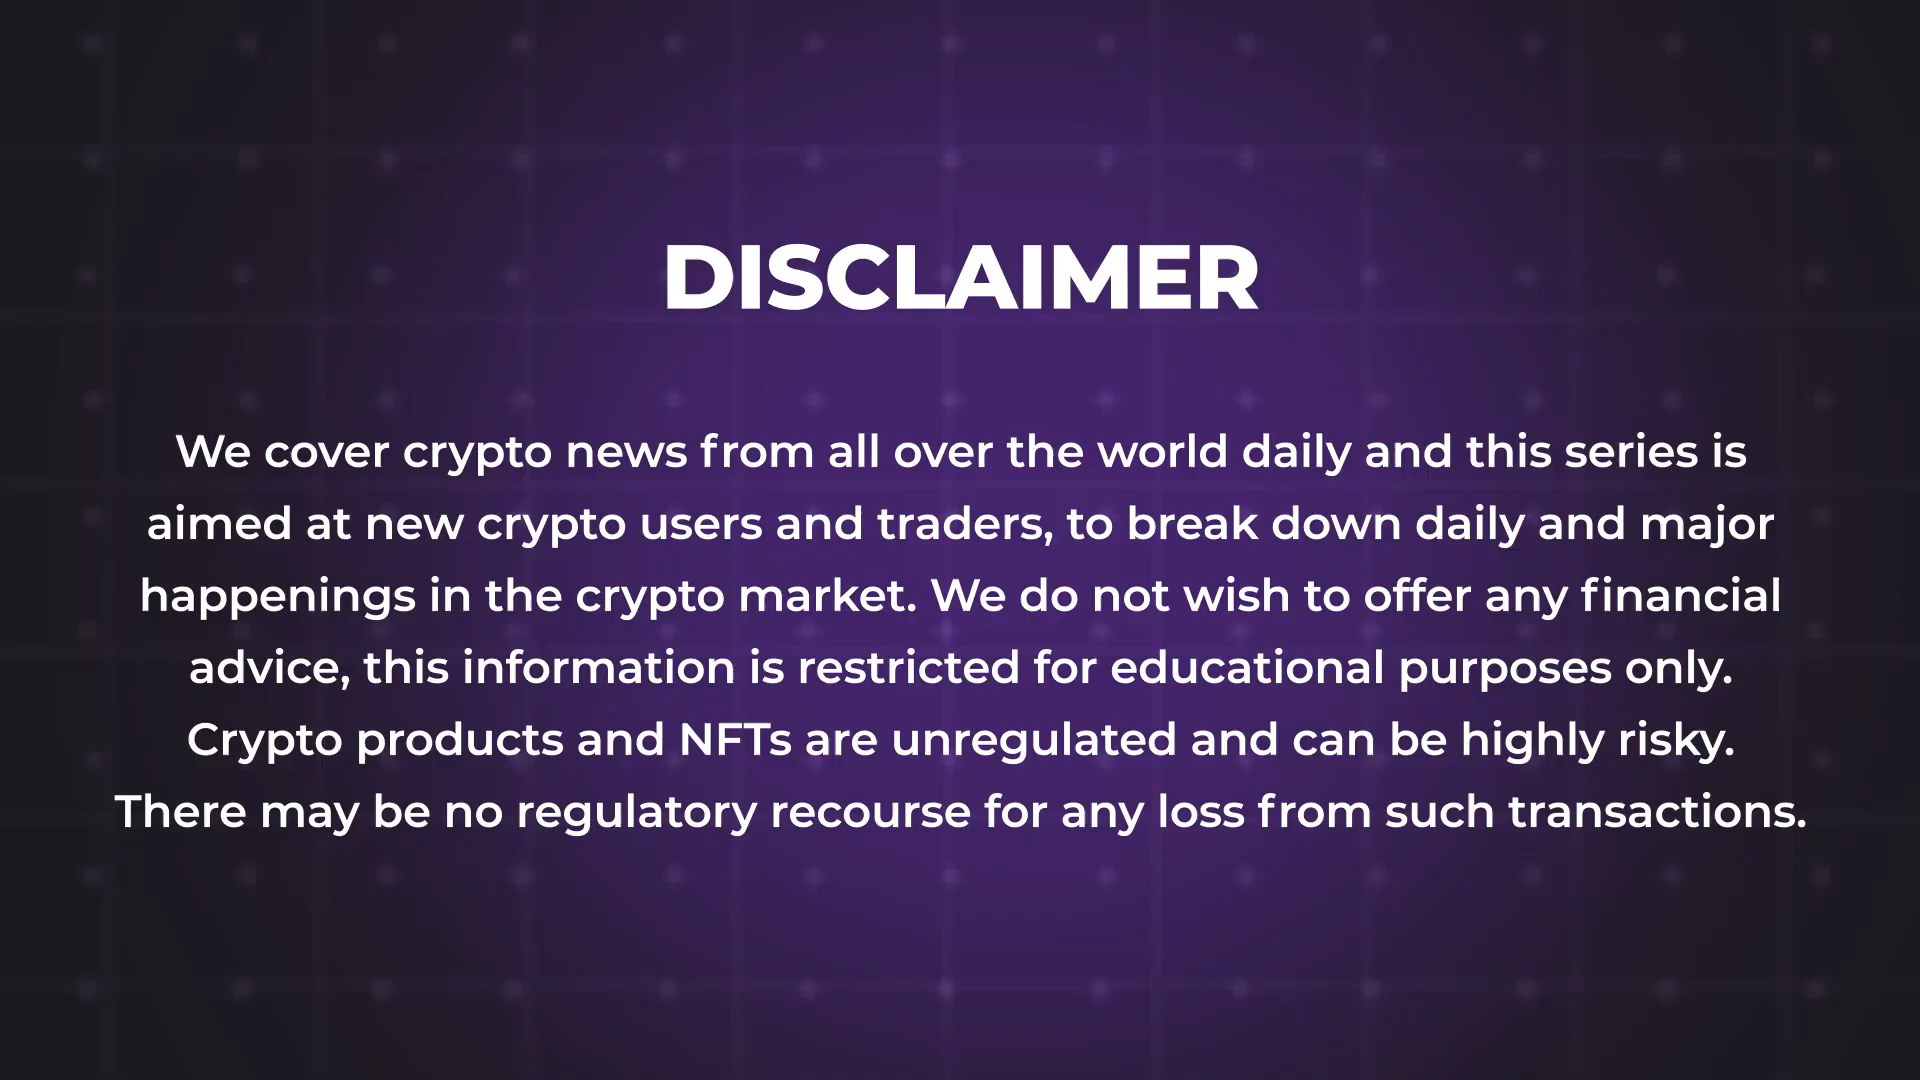 DISCLAIMER
We cover crypto news from all over the world daily and this series is
aimed at new crypto users and traders, to break down daily and major
happenings in the crypto market. We do not wish to offer any financial
advice, this information is restricted for educational purposes only.
Crypto products and NFTs are unregulated and can be highly risky.
There may be no regulatory recourse for any loss from such transactions.